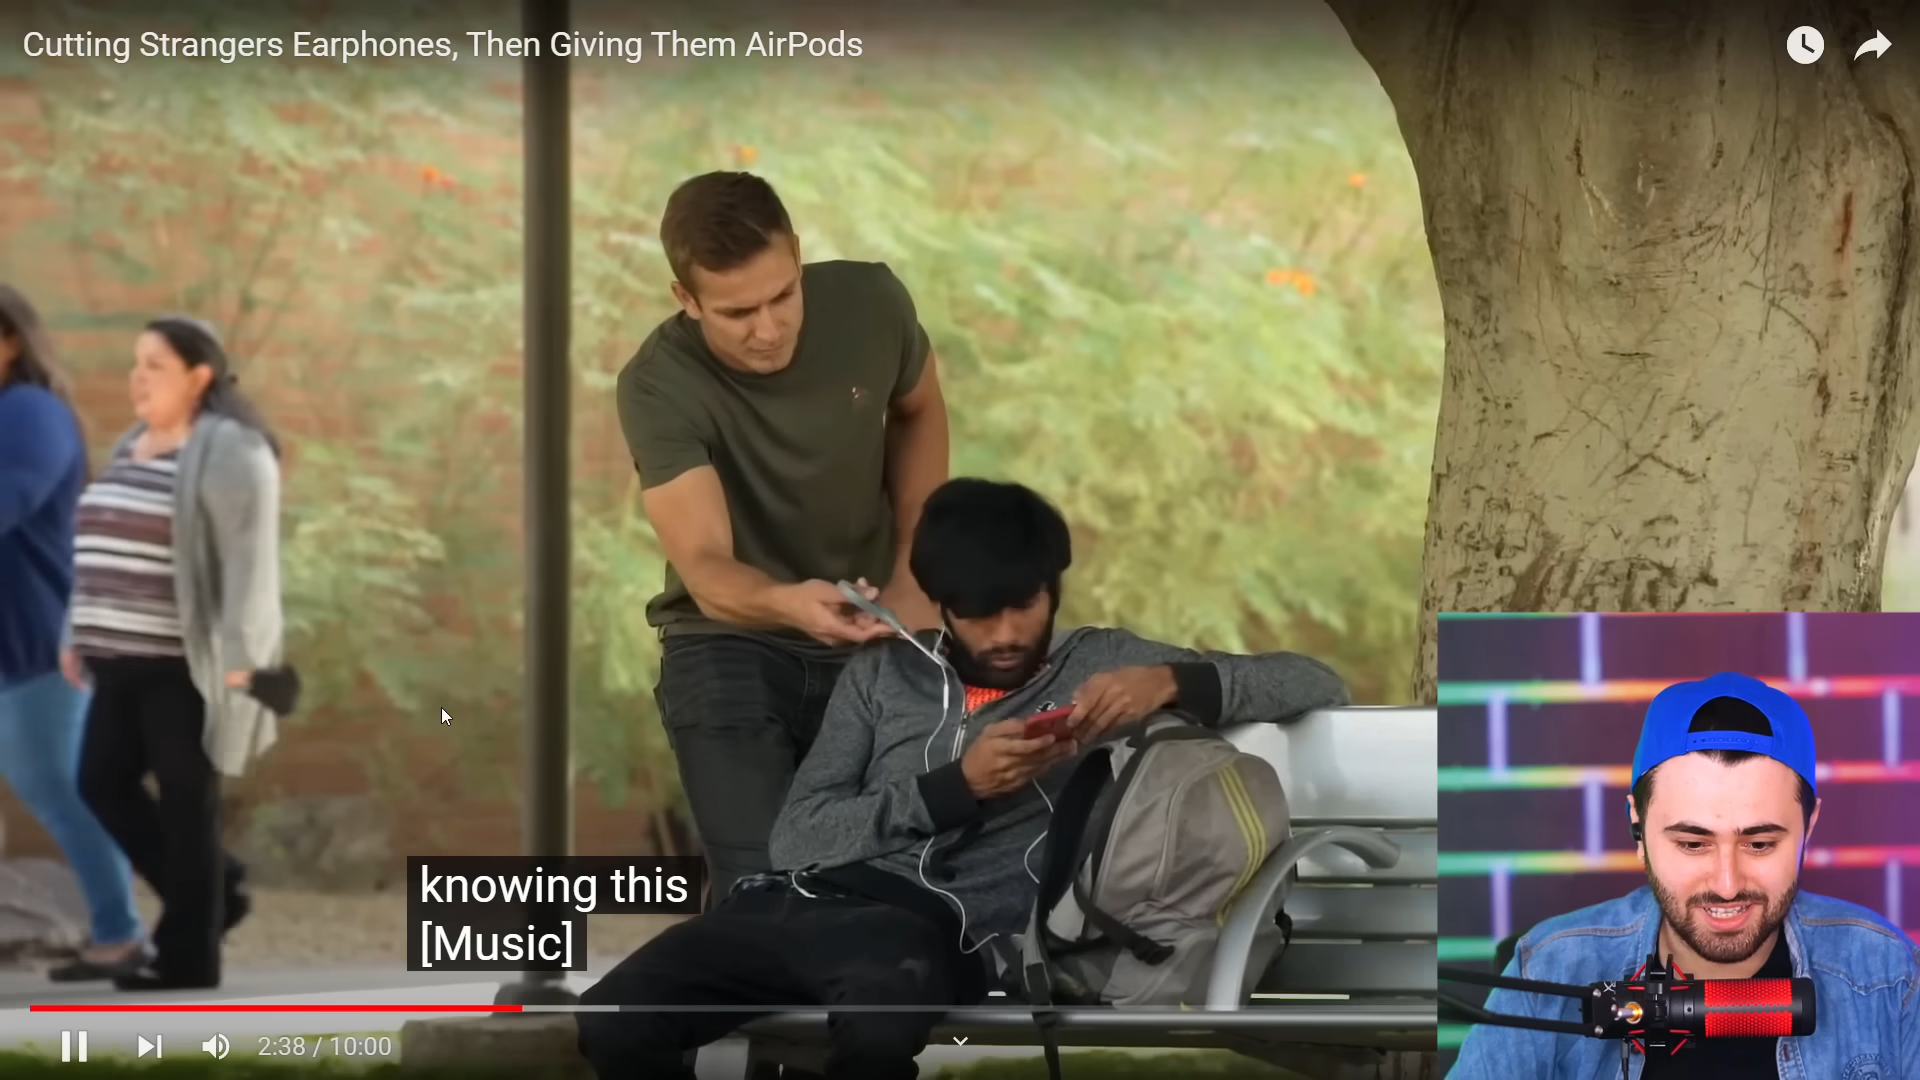 Cutting Strangers Earphones, Then Giving Them AirPods
knowing this
[Music]
2:38 / 10:00